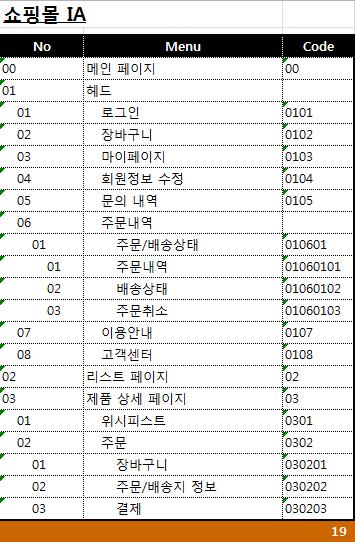 쇼핑몰 IA
No Menu Code
00 메인 페이지 00
01 헤드
01 로그인 0101
02 장바구니 0102
03 마이페이지 0103
04 회원정보 수정 0104
05 문의 내역 0105
06 주문내역
01 주문/배송상태 010601
01 주문내역 01060101
02 배송상태 01060102
03 주문취소 01060103
07 이용안내 0107
08 고객센터 0108
02 리스트 페이지 02
03 제품 상세 페이지 03
01 위시피스트 0301
02 주문 0302
01 장바구니 030201
02 주문/배송지 정보 030202
03 결제 030203
19